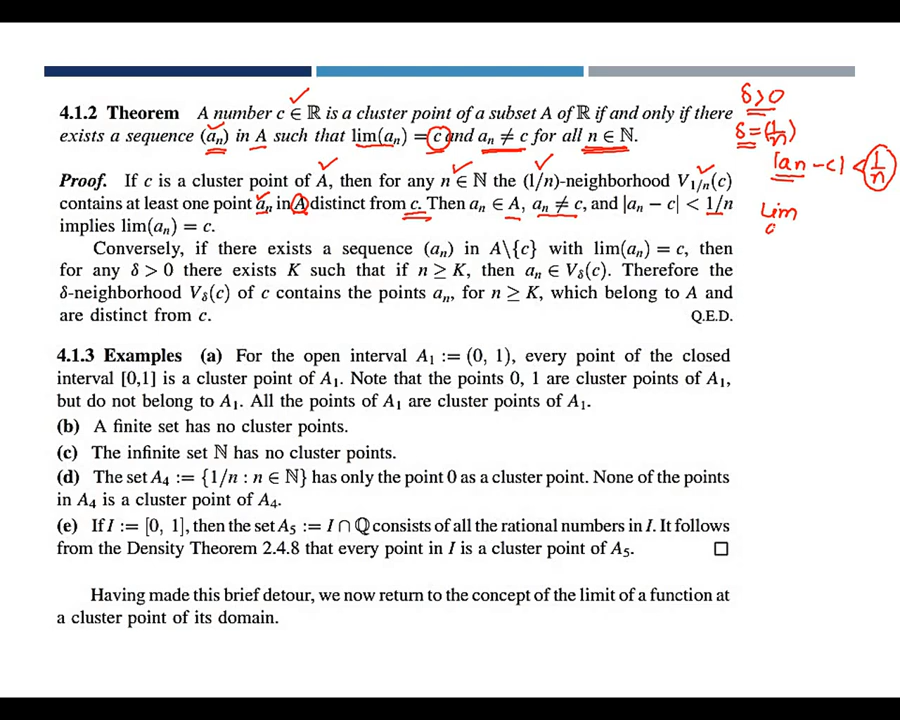 4.1.2 Theorem A number c ∈ ℝ is a cluster point of a subset A of ℝ if and only if there
exists a sequence (aₙ) in A such that lim(aₙ) = c and aₙ ≠ c for all n ∈ ℕ.
Proof. If c is a cluster point of A, then for any n ∈ ℕ the (1/n)-neighborhood V₁/ₙ(c)
contains at least one point aₙ in A distinct from c. Then aₙ ∈ A, aₙ ≠ c, and |aₙ − c| < 1/n
implies lim(aₙ) = c.
Conversely, if there exists a sequence (aₙ) in A\{c} with lim(aₙ) = c, then
for any δ > 0 there exists K such that if n ≥ K, then aₙ ∈ Vδ(c). Therefore the
δ-neighborhood Vδ(c) of c contains the points aₙ, for n ≥ K, which belong to A and
are distinct from c. Q.E.D.
4.1.3 Examples (a) For the open interval A₁ := (0, 1), every point of the closed
interval [0,1] is a cluster point of A₁. Note that the points 0, 1 are cluster points of A₁,
but do not belong to A₁. All the points of A₁ are cluster points of A₁.
(b) A finite set has no cluster points.
(c) The infinite set ℕ has no cluster points.
(d) The set A₄ := {1/n : n ∈ ℕ} has only the point 0 as a cluster point. None of the points
in A₄ is a cluster point of A₄.
(e) If I := [0, 1], then the set A₅ := I ∩ ℚ consists of all the rational numbers in I. It follows
from the Density Theorem 2.4.8 that every point in I is a cluster point of A₅. □
Having made this brief detour, we now return to the concept of the limit of a function at
a cluster point of its domain.
δ > 0
δ = (1/n)
|an − c| < 1/n
Lim